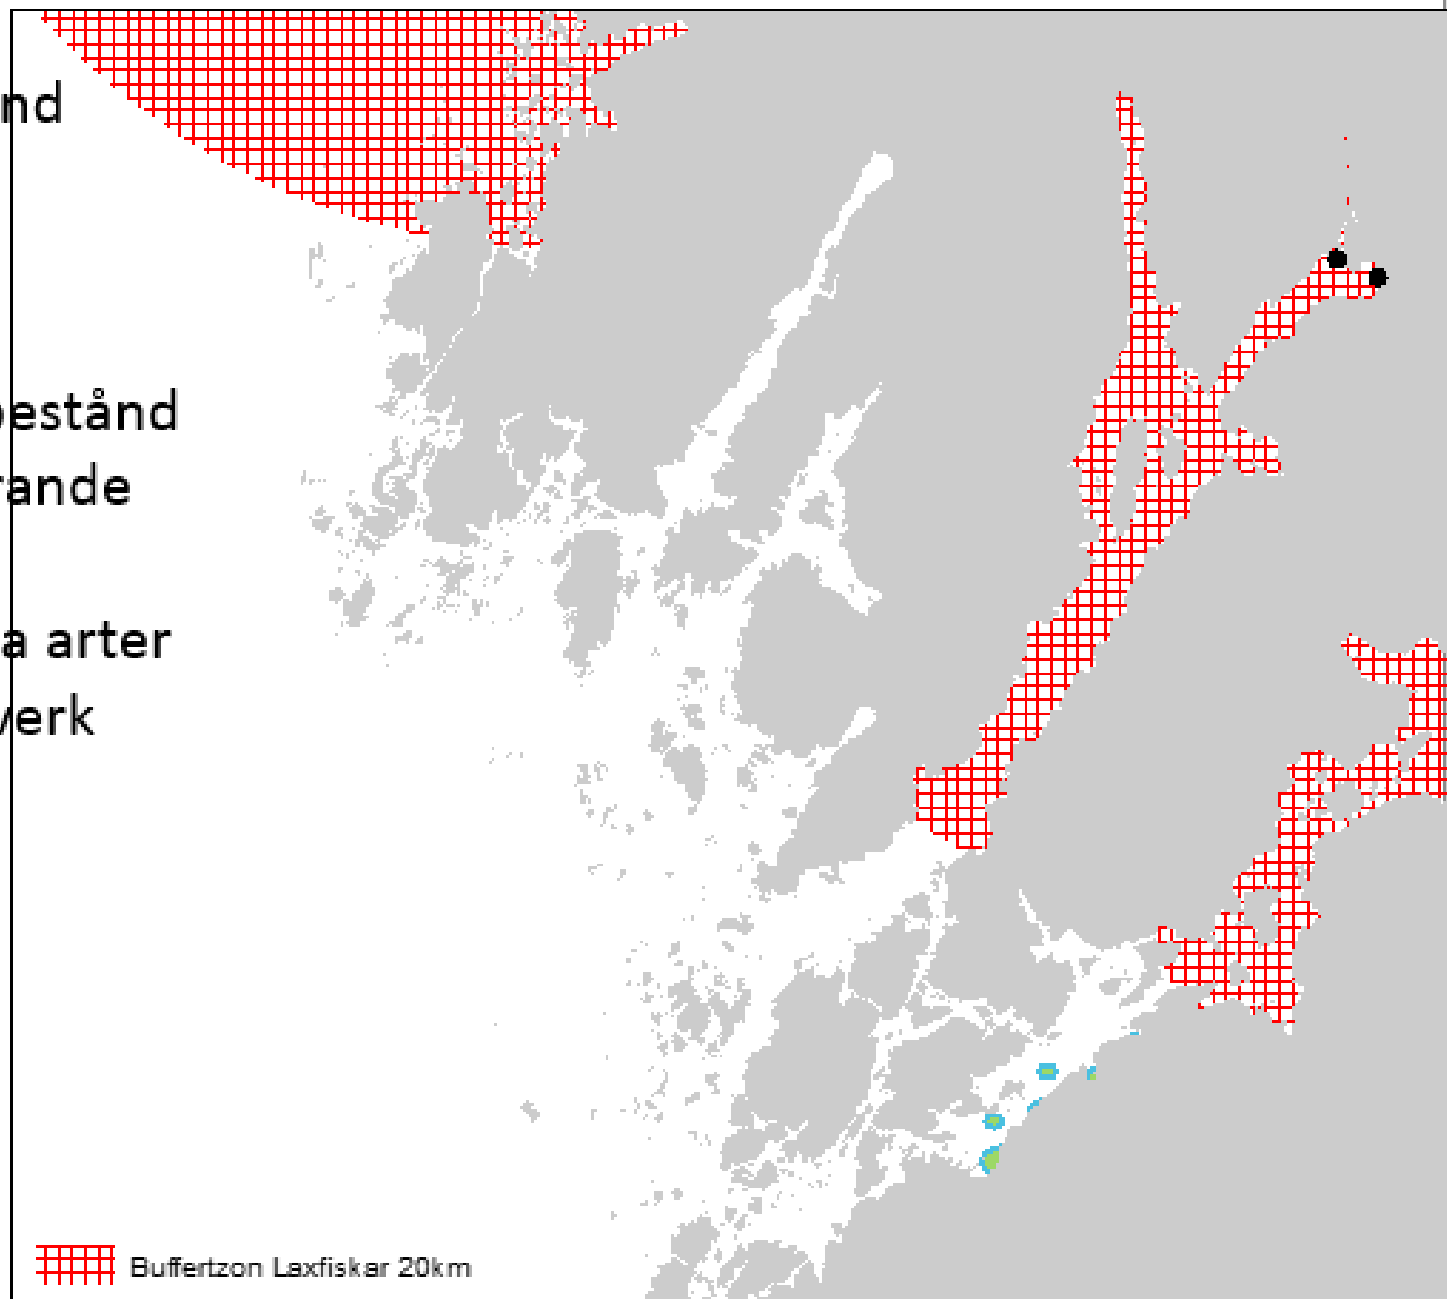 nd
bestånd
rande
a arter
verk
Buffertzon Laxfiskar 20km